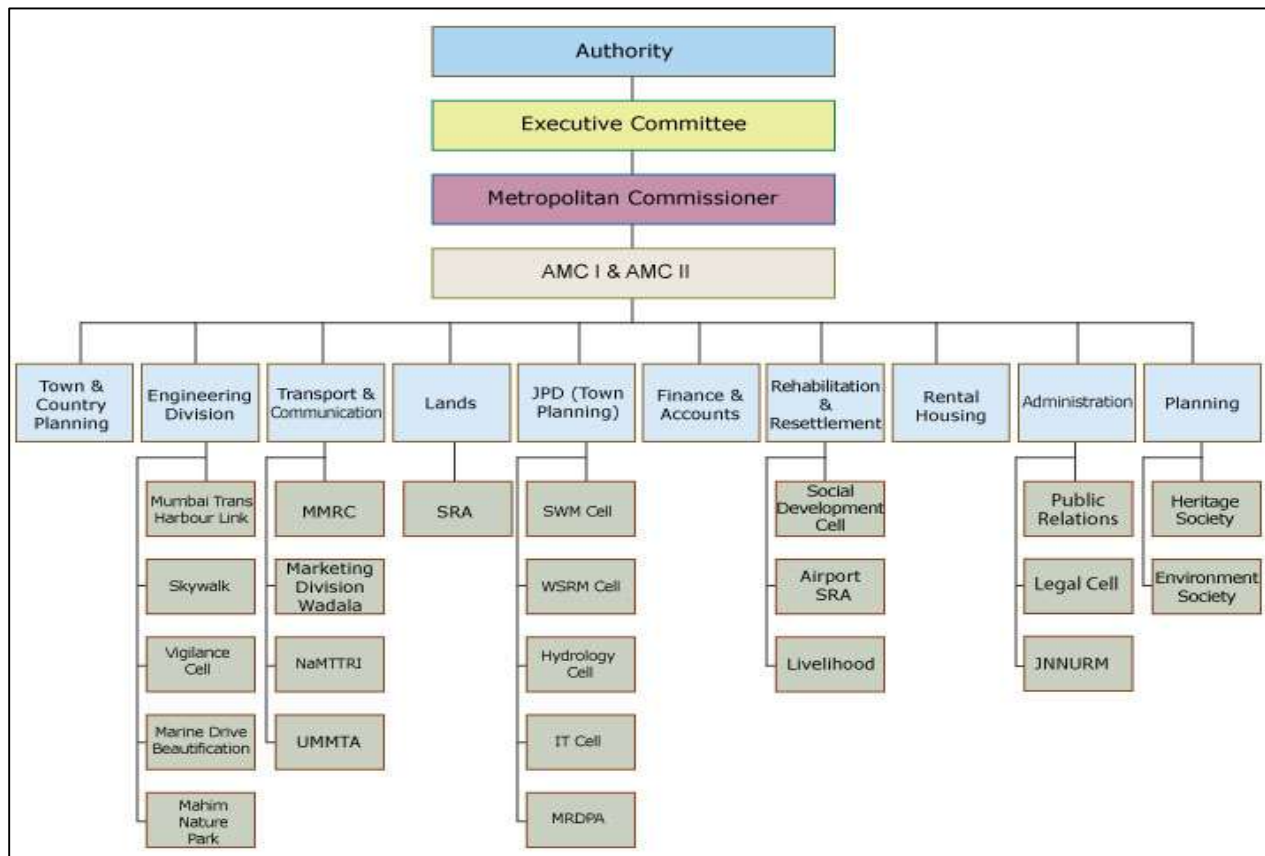 Authority
Executive Committee
Metropolitan Commissioner
AMC I & AMC II
Town &
Country
Planning
Engineering
Division
Transport &
Communication
Lands
JPD (Town
Planning)
Finance &
Accounts
Rehabilitation
&
Resettlement
Rental
Housing
Administration
Planning
Mumbai Trans
Harbour Link
Skywalk
Vigilance
Cell
Marine Drive
Beautification
Mahim
Nature
Park
MMRC
Marketing
Division
Wadala
NaMTTRI
UMMTA
SRA
SWM Cell
WSRM Cell
Hydrology
Cell
IT Cell
MRDPA
Social
Development
Cell
Airport
SRA
Livelihood
Public
Relations
Legal Cell
JNNURM
Heritage
Society
Environment
Society